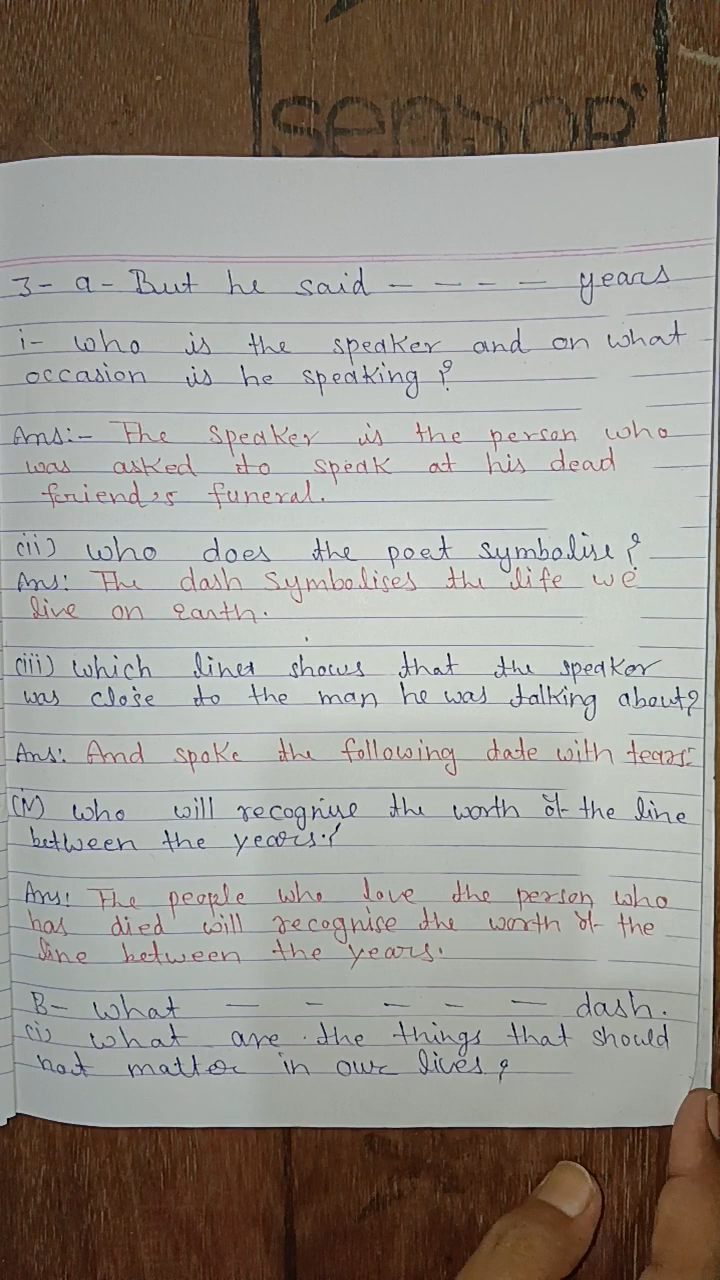 sensor
3- a- But he said - - - - years
i- who is the speaker and on what
occasion is he speaking ?
Ans:- The speaker is the person who
was asked to speak at his dead
friend's funeral.
(ii) who does the poet symbolise ?
Ans: The dash symbolises the life we
live on earth.
(iii) which lines shows that the speaker
was close to the man he was talking about?
Ans: And spoke the following date with tears.
(iv) who will recognise the worth of the line
between the years.?
Ans: The people who love the person who
has died will recognise the worth of the
line between the years.
B- what - - - - - dash.
(i) what are the things that should
not matter in our lives ?